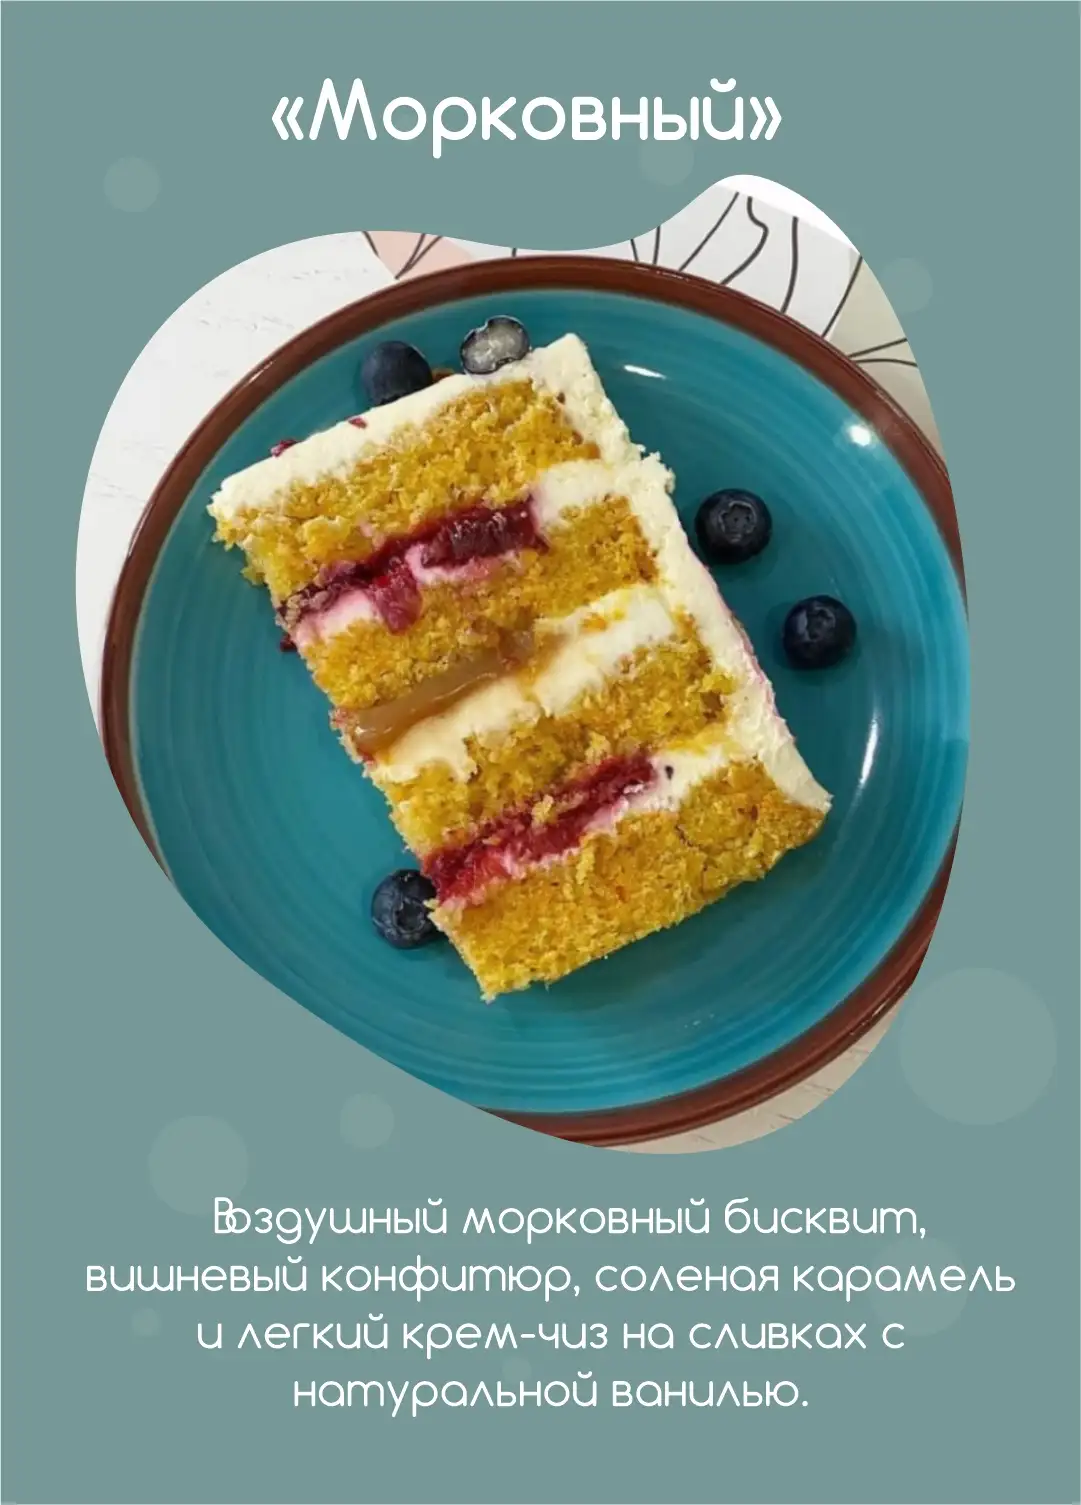 «Морковный»
Воздушный морковный бисквит,
вишневый конфитюр, соленая карамель
и легкий крем-чиз на сливках с
натуральной ванилью.